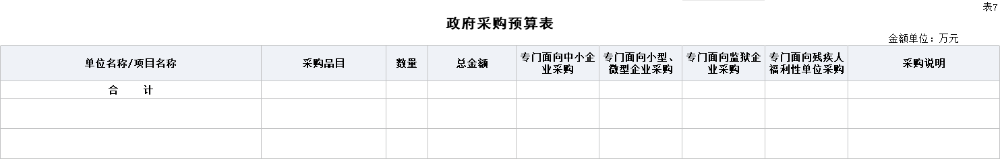 表7
政府采购预算表
金额单位：万元
单位名称/项目名称
采购品目
数量
总金额
专门面向中小企
业采购
专门面向小型、
微型企业采购
专门面向监狱企
业采购
专门面向残疾人
福利性单位采购
采购说明
合 计